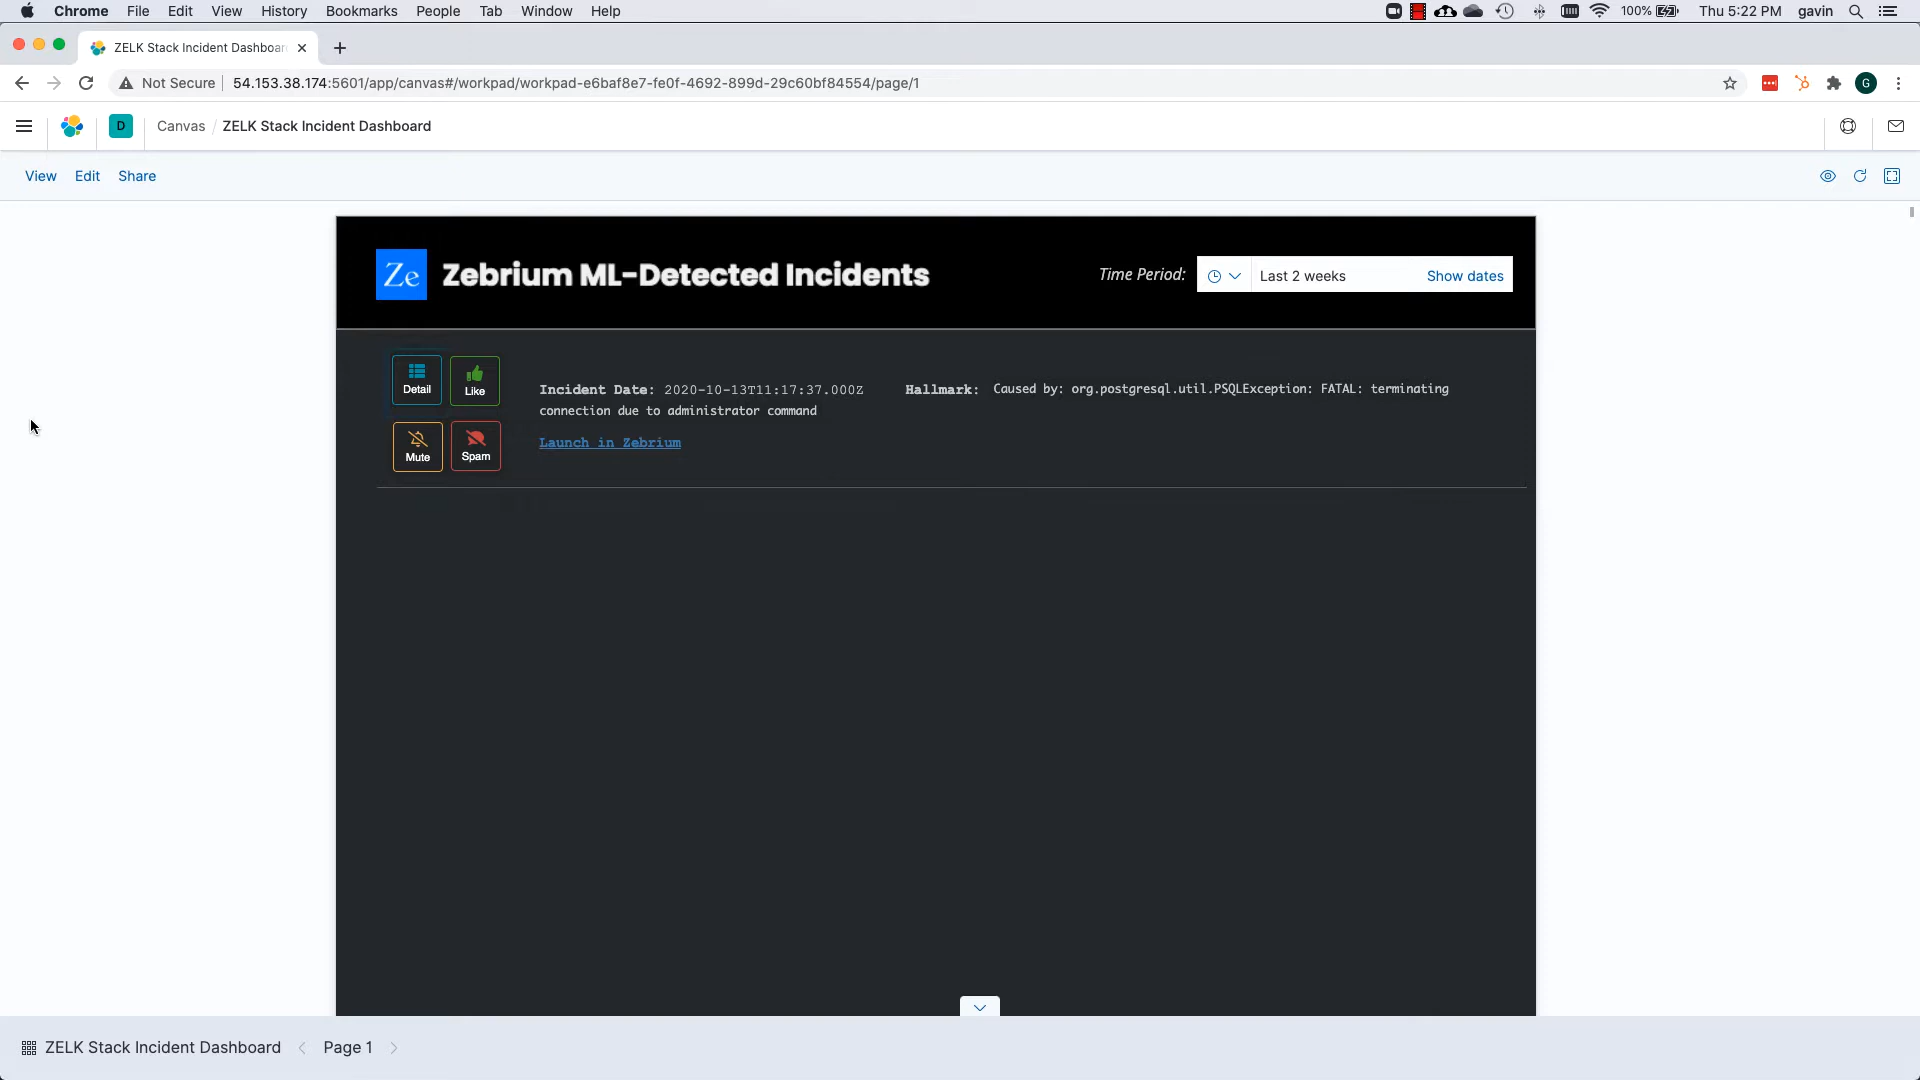 Chrome File Edit View History Bookmarks People Tab Window Help 100% Thu 5:22 PM gavin
ZELK Stack Incident Dashboar
Not Secure 54.153.38.174:5601/app/canvas#/workpad/workpad-e6baf8e7-fe0f-4692-899d-29c60bf84554/page/1 G
D Canvas / ZELK Stack Incident Dashboard
View Edit Share
Ze Zebrium ML-Detected Incidents Time Period: Last 2 weeks Show dates
Detail Like
Incident Date: 2020-10-13T11:17:37.000Z Hallmark: Caused by: org.postgresql.util.PSQLException: FATAL: terminating
connection due to administrator command
Launch in Zebrium
Mute Spam
ZELK Stack Incident Dashboard Page 1